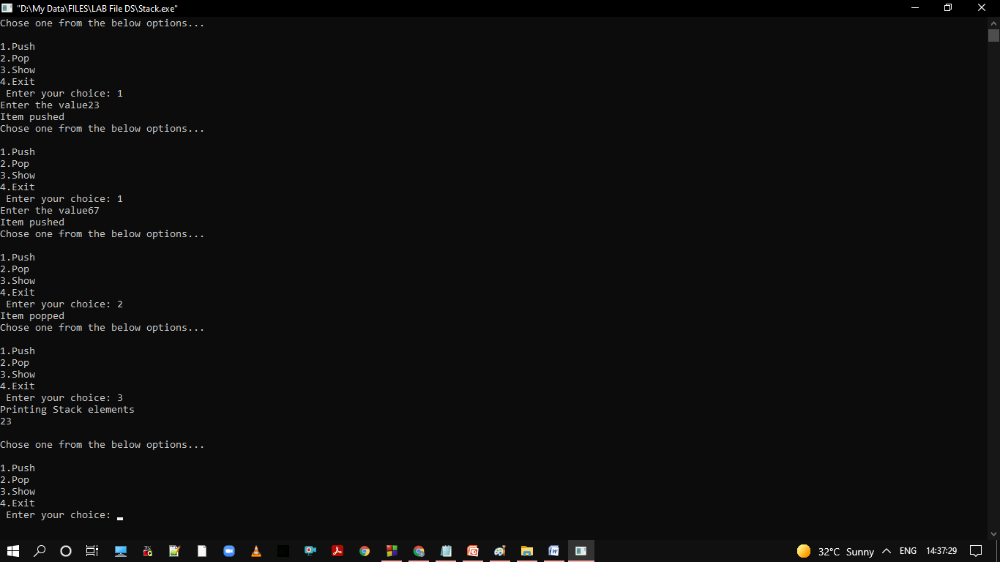 "D:\My Data\FILES\LAB File DS\Stack.exe"
Chose one from the below options...
1.Push
2.Pop
3.Show
4.Exit
Enter your choice: 1
Enter the value23
Item pushed
Chose one from the below options...
1.Push
2.Pop
3.Show
4.Exit
Enter your choice: 1
Enter the value67
Item pushed
Chose one from the below options...
1.Push
2.Pop
3.Show
4.Exit
Enter your choice: 2
Item popped
Chose one from the below options...
1.Push
2.Pop
3.Show
4.Exit
Enter your choice: 3
Printing Stack elements
23
Chose one from the below options...
1.Push
2.Pop
3.Show
4.Exit
Enter your choice:
32°C Sunny ENG 14:37:29